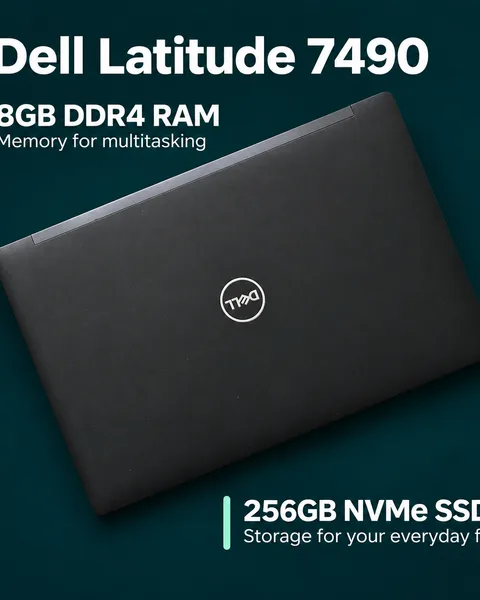 Dell Latitude 7490
8GB DDR4 RAM
Memory for multitasking
DELL
256GB NVMe SSD
Storage for your everyday f